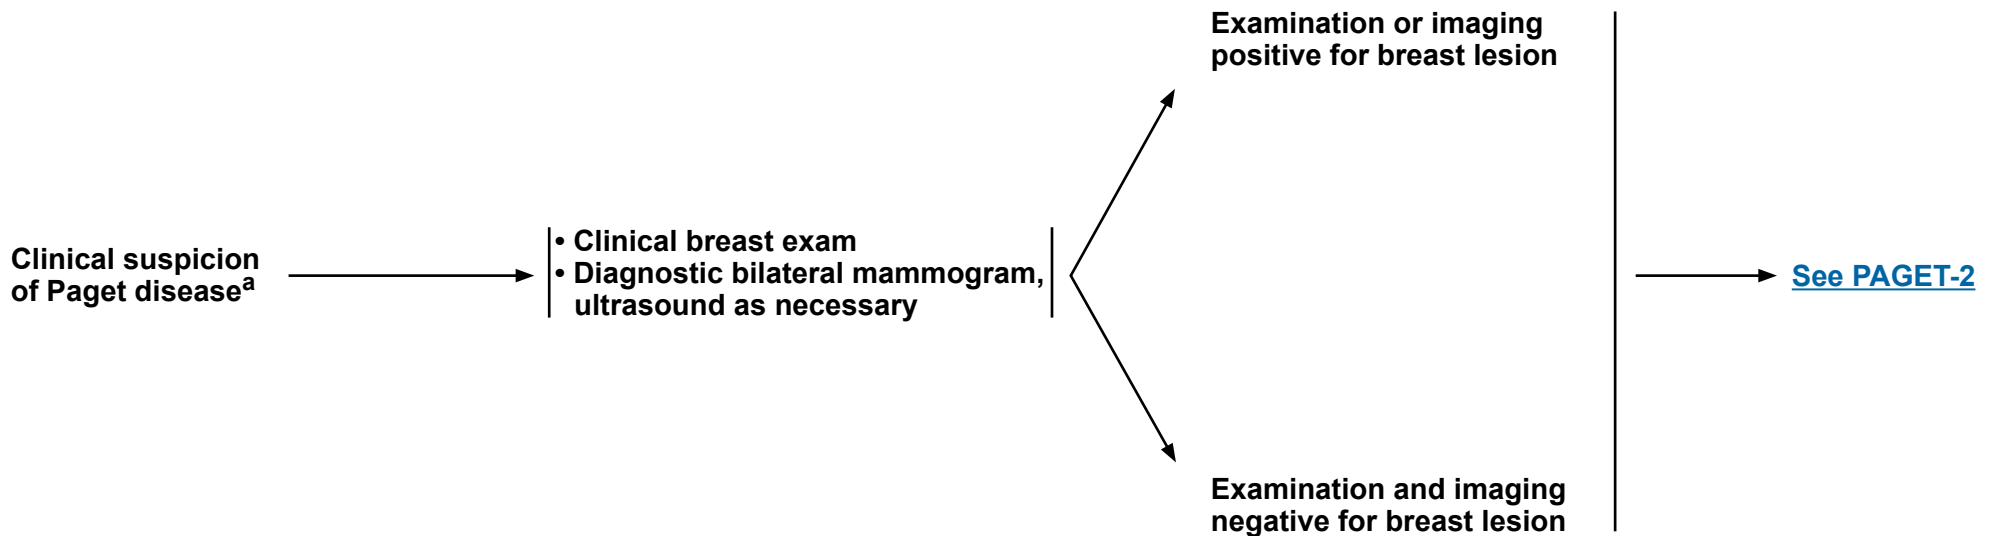 Clinical suspicion
of Paget diseaseᵃ
• Clinical breast exam
• Diagnostic bilateral mammogram,
ultrasound as necessary
Examination or imaging
positive for breast lesion
Examination and imaging
negative for breast lesion
See PAGET-2